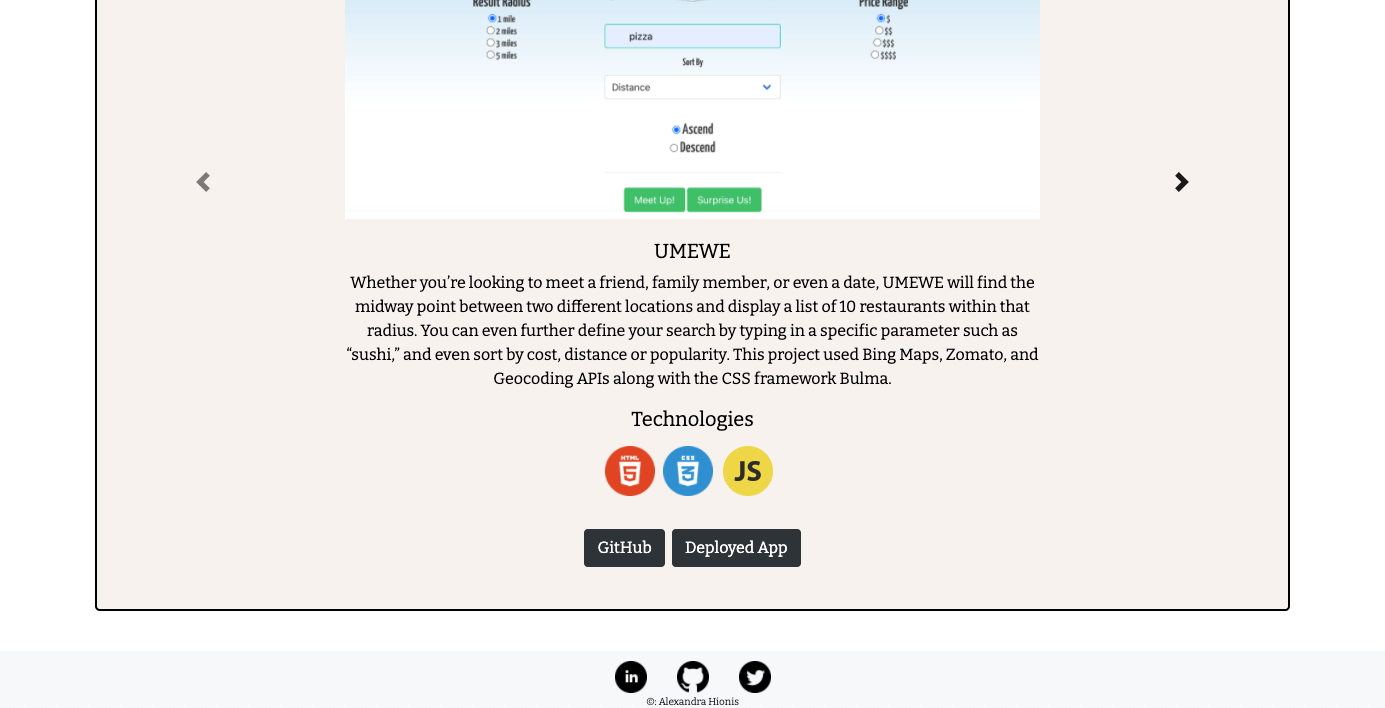 Result Radius
1 mile
2 miles
3 miles
5 miles
pizza
Sort By
Distance
Ascend
Descend
Meet Up! Surprise Us!
Price Range
$
$$
$$$
$$$$
UMEWE
Whether you’re looking to meet a friend, family member, or even a date, UMEWE will find the
midway point between two different locations and display a list of 10 restaurants within that
radius. You can even further define your search by typing in a specific parameter such as
“sushi,” and even sort by cost, distance or popularity. This project used Bing Maps, Zomato, and
Geocoding APIs along with the CSS framework Bulma.
Technologies
HTML 5 CSS 3 JS
GitHub Deployed App
in
©: Alexandra Hionis